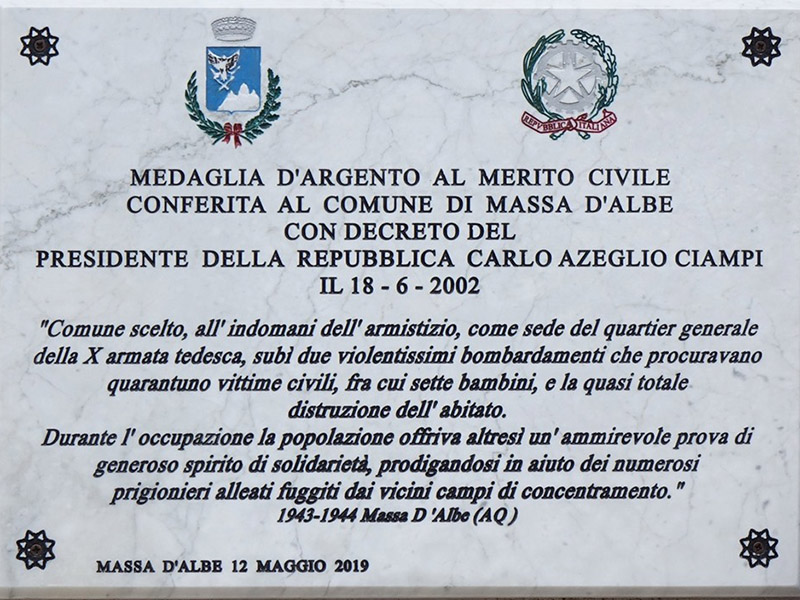 REPVBBLICA ITALIANA
MEDAGLIA D'ARGENTO AL MERITO CIVILE
CONFERITA AL COMUNE DI MASSA D'ALBE
CON DECRETO DEL
PRESIDENTE DELLA REPUBBLICA CARLO AZEGLIO CIAMPI
IL 18 - 6 - 2002
"Comune scelto, all' indomani dell' armistizio, come sede del quartier generale
della X armata tedesca, subì due violentissimi bombardamenti che procuravano
quarantuno vittime civili, fra cui sette bambini, e la quasi totale
distruzione dell' abitato.
Durante l' occupazione la popolazione offriva altresì un' ammirevole prova di
generoso spirito di solidarietà, prodigandosi in aiuto dei numerosi
prigionieri alleati fuggiti dai vicini campi di concentramento."
1943-1944 Massa D 'Albe (AQ )
MASSA D'ALBE 12 MAGGIO 2019